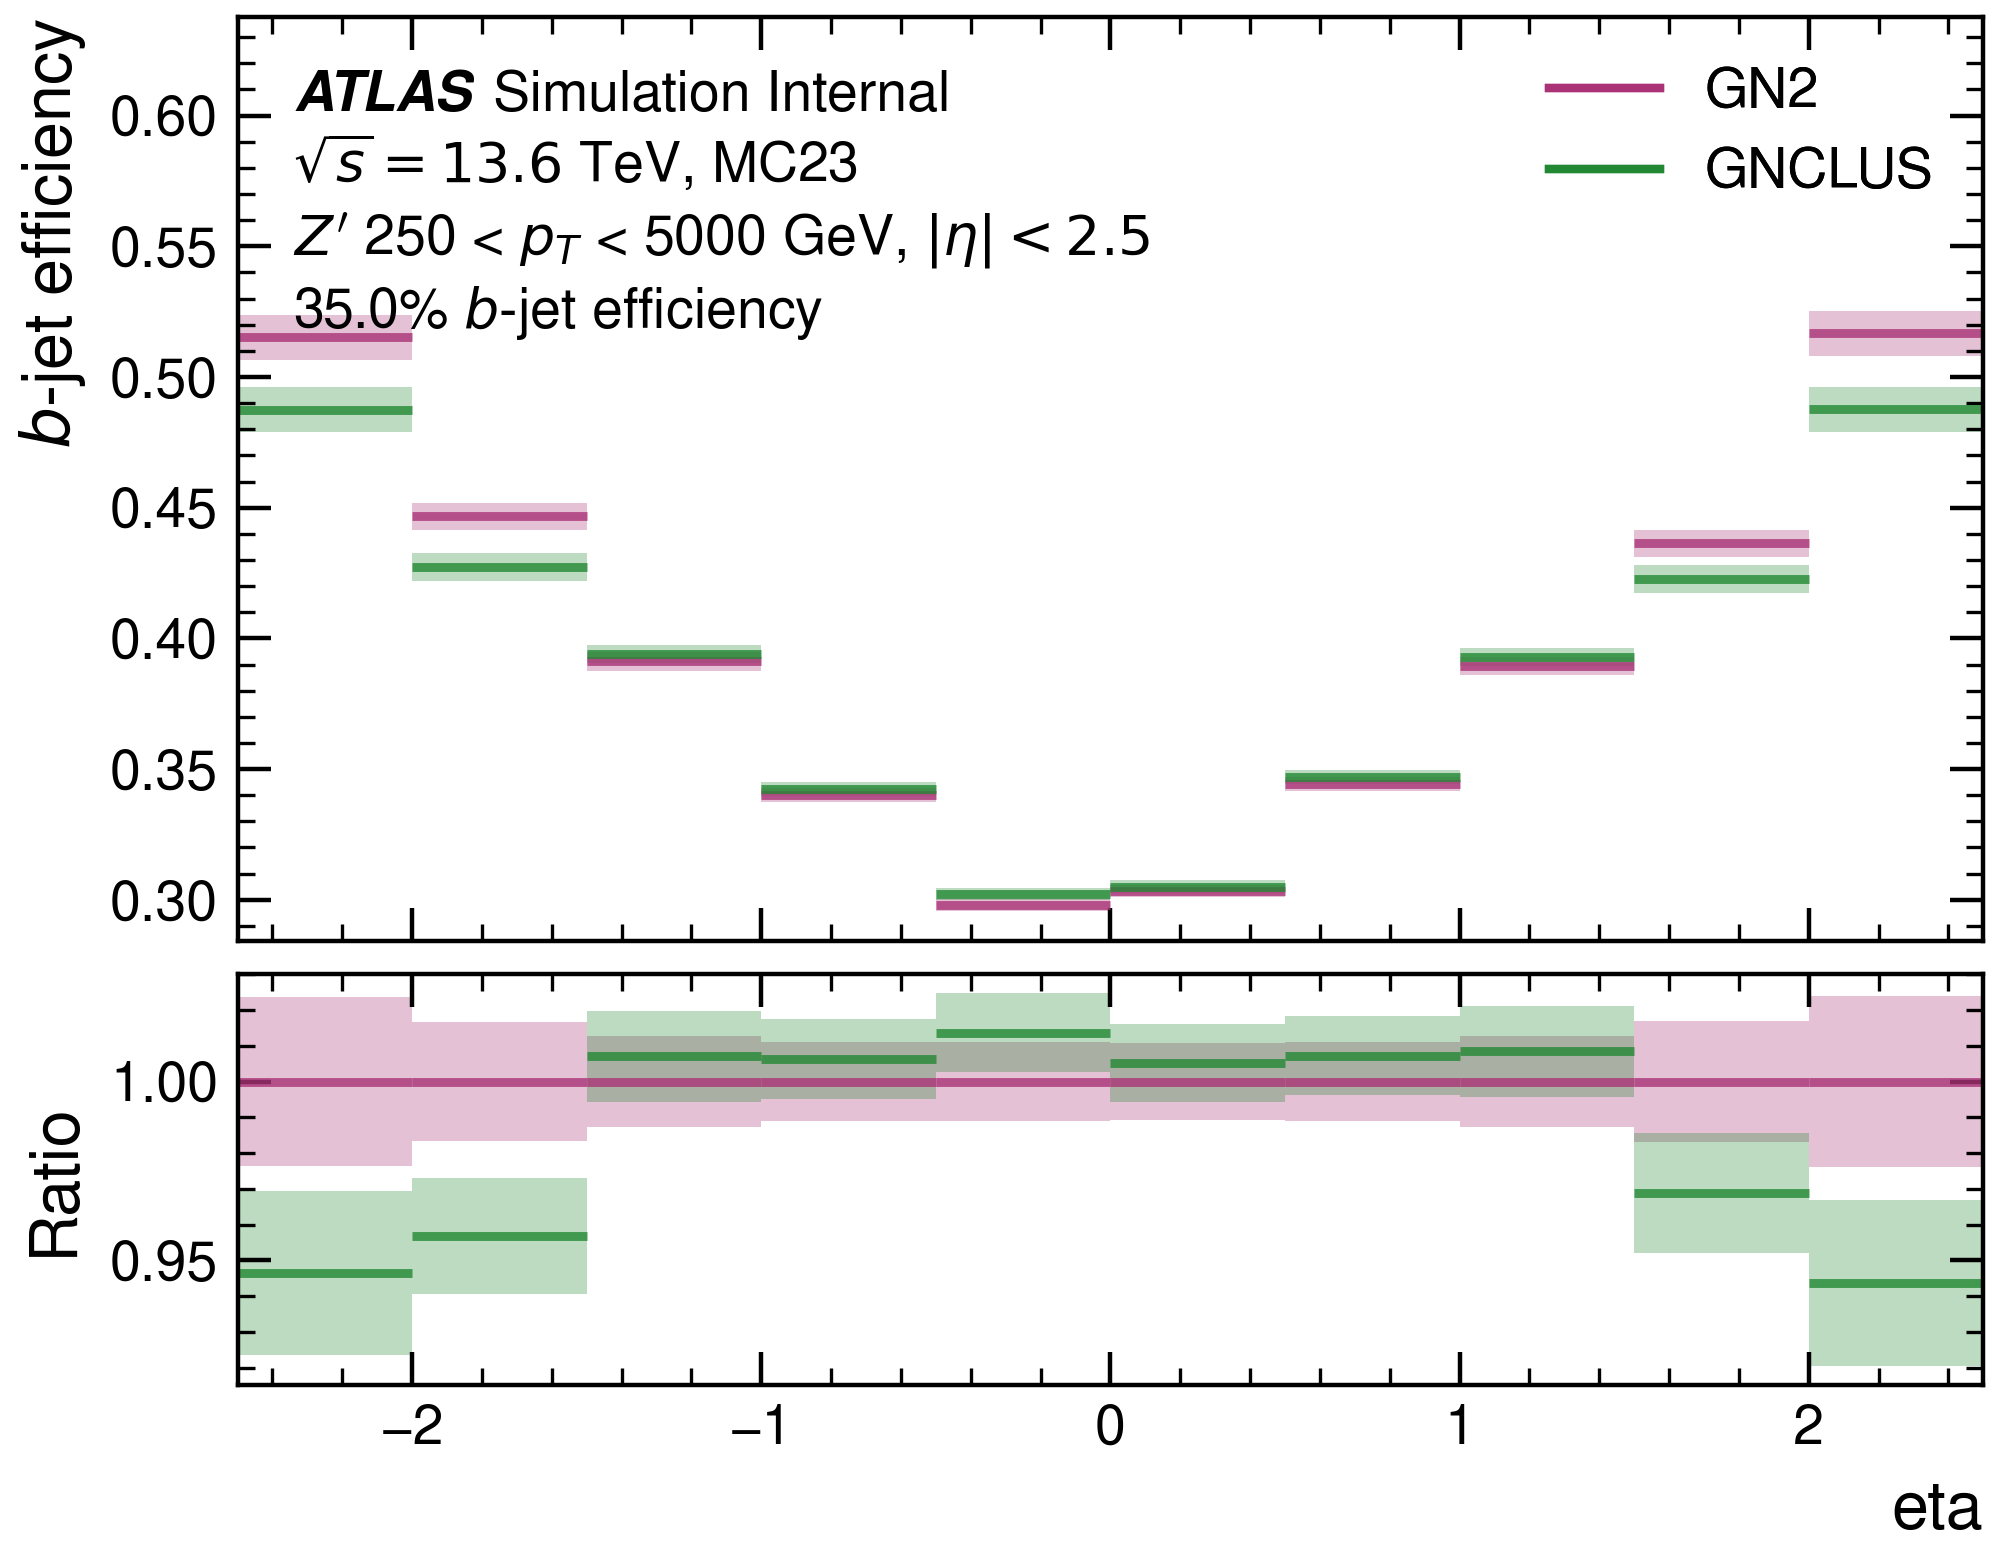 b-jet efficiency
ATLAS Simulation Internal
√s = 13.6 TeV, MC23
Z′ 250 < pT < 5000 GeV, |η| < 2.5
35.0% b-jet efficiency
GN2
GNCLUS
0.60
0.55
0.50
0.45
0.40
0.35
0.30
Ratio
1.00
0.95
−2 −1 0 1 2
eta